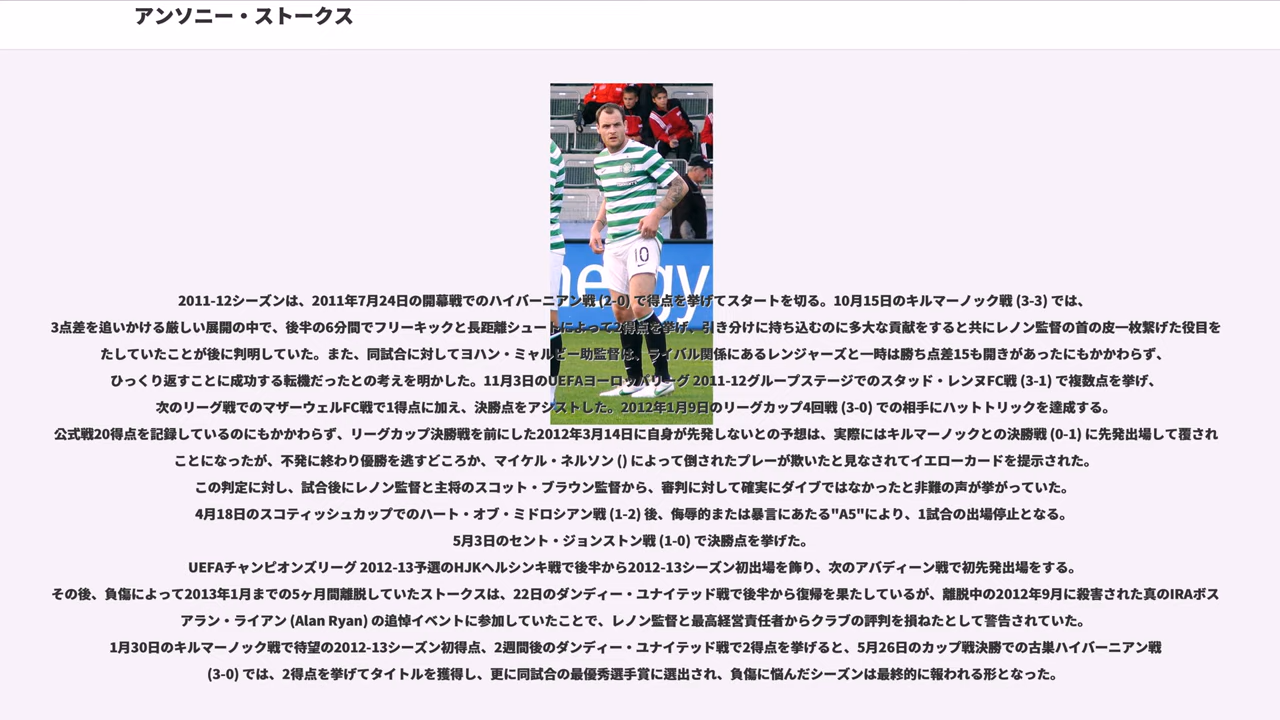 アンソニー・ストークス
10
energy
2011-12シーズンは、2011年7月24日の開幕戦でのハイバーニアン戦 (2-0) で得点を挙げてスタートを切る。10月15日のキルマーノック戦 (3-3) では、
3点差を追いかける厳しい展開の中で、後半の6分間でフリーキックと長距離シュートによって2得点を挙げ、引き分けに持ち込むのに多大な貢献をすると共にレノン監督の首の皮一枚繋げた役目を
たしていたことが後に判明していた。また、同試合に対してヨハン・ミャルビー助監督は、ライバル関係にあるレンジャーズと一時は勝ち点差15も開きがあったにもかかわらず、
ひっくり返すことに成功する転機だったとの考えを明かした。11月3日のUEFAヨーロッパリーグ 2011-12グループステージでのスタッド・レンヌFC戦 (3-1) で複数点を挙げ、
次のリーグ戦でのマザーウェルFC戦で1得点に加え、決勝点をアシストした。2012年1月9日のリーグカップ4回戦 (3-0) での相手にハットトリックを達成する。
公式戦20得点を記録しているのにもかかわらず、リーグカップ決勝戦を前にした2012年3月14日に自身が先発しないとの予想は、実際にはキルマーノックとの決勝戦 (0-1) に先発出場して覆され
ことになったが、不発に終わり優勝を逃すどころか、マイケル・ネルソン () によって倒されたプレーが欺いたと見なされてイエローカードを提示された。
この判定に対し、試合後にレノン監督と主将のスコット・ブラウン監督から、審判に対して確実にダイブではなかったと非難の声が挙がっていた。
4月18日のスコティッシュカップでのハート・オブ・ミドロシアン戦 (1-2) 後、侮辱的または暴言にあたる"A5"により、1試合の出場停止となる。
5月3日のセント・ジョンストン戦 (1-0) で決勝点を挙げた。
UEFAチャンピオンズリーグ 2012-13予選のHJKヘルシンキ戦で後半から2012-13シーズン初出場を飾り、次のアバディーン戦で初先発出場をする。
その後、負傷によって2013年1月までの5ヶ月間離脱していたストークスは、22日のダンディー・ユナイテッド戦で後半から復帰を果たしているが、離脱中の2012年9月に殺害された真のIRAボス
アラン・ライアン (Alan Ryan) の追悼イベントに参加していたことで、レノン監督と最高経営責任者からクラブの評判を損ねたとして警告されていた。
1月30日のキルマーノック戦で待望の2012-13シーズン初得点、2週間後のダンディー・ユナイテッド戦で2得点を挙げると、5月26日のカップ戦決勝での古巣ハイバーニアン戦
(3-0) では、2得点を挙げてタイトルを獲得し、更に同試合の最優秀選手賞に選出され、負傷に悩んだシーズンは最終的に報われる形となった。